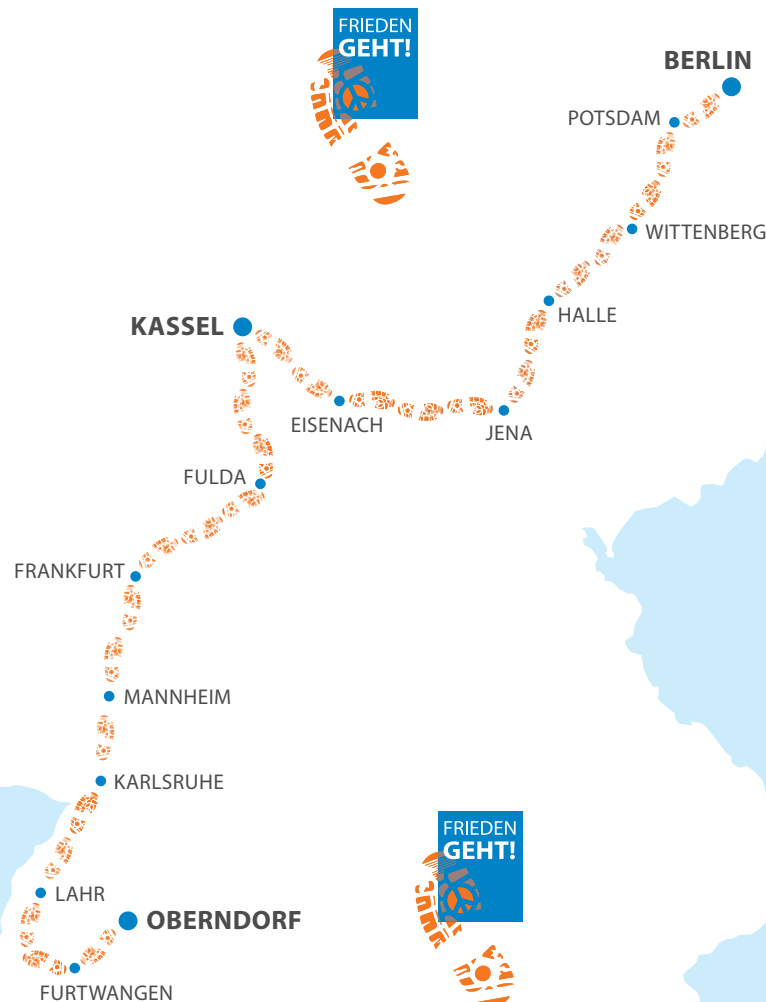 FRIEDEN
GEHT!
BERLIN
POTSDAM
WITTENBERG
HALLE
KASSEL
EISENACH
JENA
FULDA
FRANKFURT
MANNHEIM
KARLSRUHE
FRIEDEN
GEHT!
LAHR
OBERNDORF
FURTWANGEN